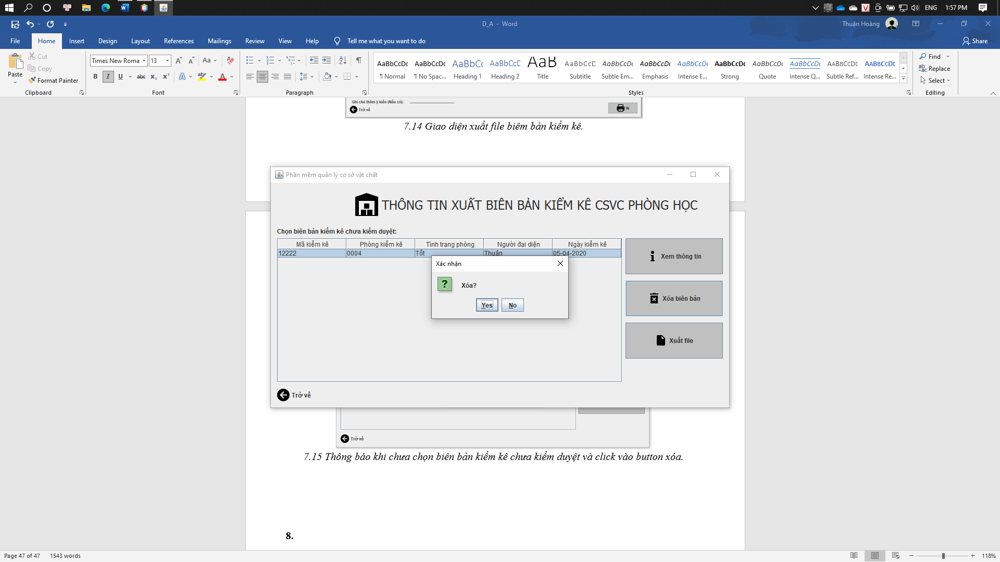 ENG 1:57 PM
D_A - Word
Thuận Hoàng
File Home Insert Design Layout References Mailings Review View Help Tell me what you want to do Share
Paste
Cut
Copy
Format Painter
Clipboard
Times New Roma 13
Font
Paragraph
AaBbCcDc AaBbCcDc AaBbCc AaBbCcD AaB AaBbCcD AaBbCcDc AaBbCcDc AaBbCcDc AaBbCcDc AaBbCcDc AaBbCcDc AABBCCDE AABBCCDE
¶ Normal ¶ No Spac... Heading 1 Heading 2 Title Subtitle Subtle Em... Emphasis Intense E... Strong Quote Intense Q... Subtle Ref... Intense Re...
Styles
Find
Replace
Select
Editing
Ghi chú thêm ý kiến (Nếu có):
Trở về
IN
7.14 Giao diện xuất file biêm bản kiểm kê.
Phần mềm quản lý cơ sở vật chất
THÔNG TIN XUẤT BIÊN BẢN KIỂM KÊ CSVC PHÒNG HỌC
Chọn biên bản kiểm kê chưa kiểm duyệt:
Mã kiểm kê Phòng kiểm kê Tình trạng phòng Người đại diện Ngày kiểm kê
12222 0004 Tốt Thuận 05-04-2020
Xác nhận
Xóa?
Yes No
Xem thông tin
Xóa biên bản
Xuất file
Trở về
Trở về
7.15 Thông báo khi chưa chọn biên bản kiểm kê chưa kiểm duyệt và click vào button xóa.
8.
Page 47 of 47 1543 words
118%